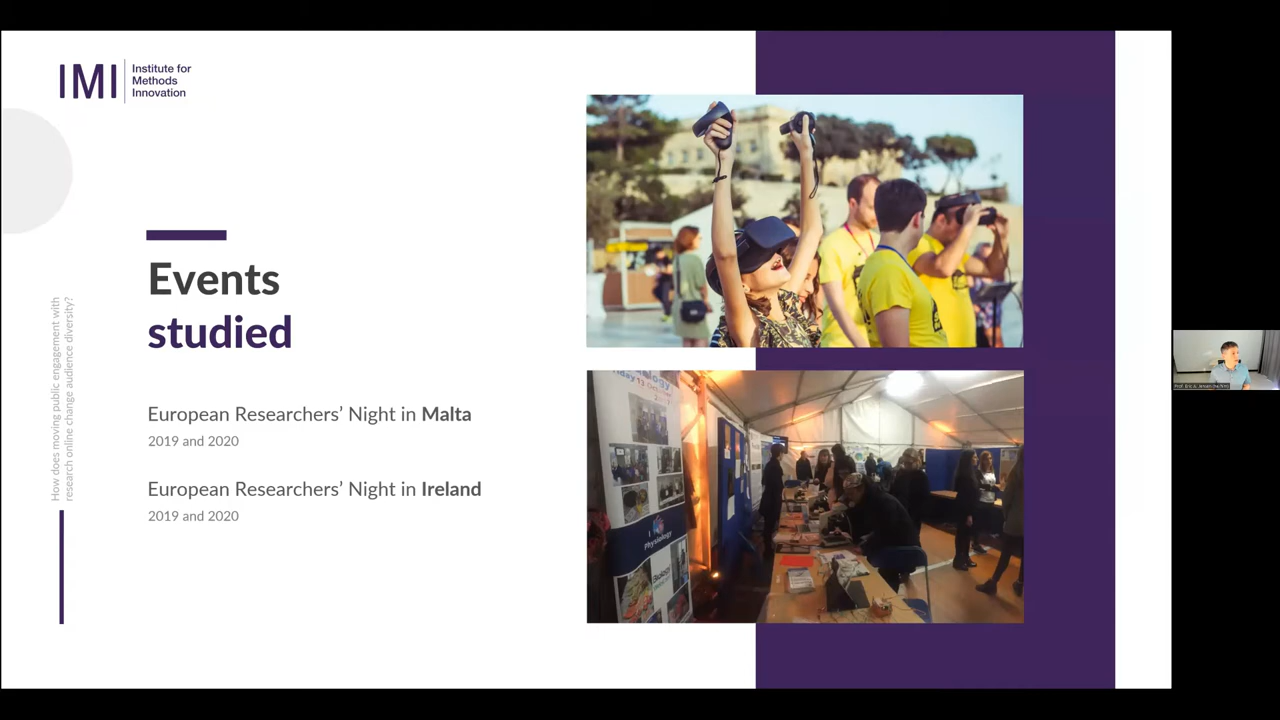 IMI
Institute for
Methods
Innovation
Events
studied
European Researchers’ Night in Malta
2019 and 2020
European Researchers’ Night in Ireland
2019 and 2020
How does moving public engagement with
research online change audience diversity?
Physiology